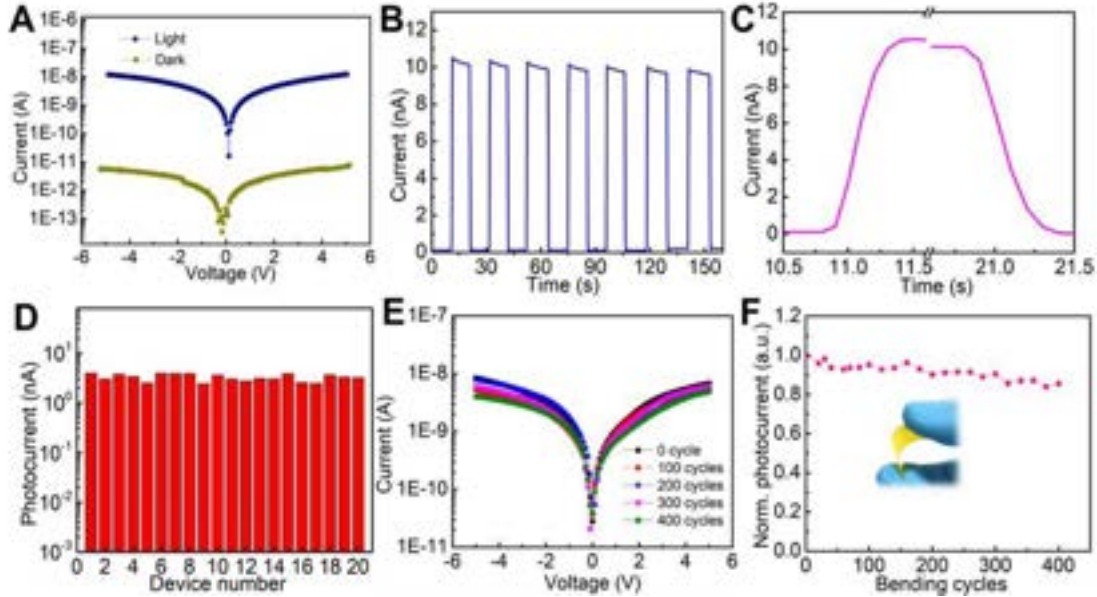 A
1E-6
1E-7
1E-8
1E-9
1E-10
1E-11
1E-12
1E-13
Current (A)
Light
Dark
-6 -4 -2 0 2 4 6
Voltage (V)
B
12
10
8
6
4
2
0
Current (nA)
0 30 60 90 120 150
Time (s)
C
12
10
8
6
4
2
0
Current (nA)
10.5 11.0 11.5 21.0 21.5
Time (s)
D
10¹
10⁰
10⁻¹
10⁻²
10⁻³
Photocurrent (nA)
0 2 4 6 8 10 12 14 16 18 20
Device number
E
1E-7
1E-8
1E-9
1E-10
1E-11
Current (A)
0 cycle
100 cycles
200 cycles
300 cycles
400 cycles
-6 -4 -2 0 2 4 6
Voltage (V)
F
1.2
1.0
0.8
0.6
0.4
0.2
0.0
Norm. photocurrent (a.u.)
0 100 200 300 400
Bending cycles